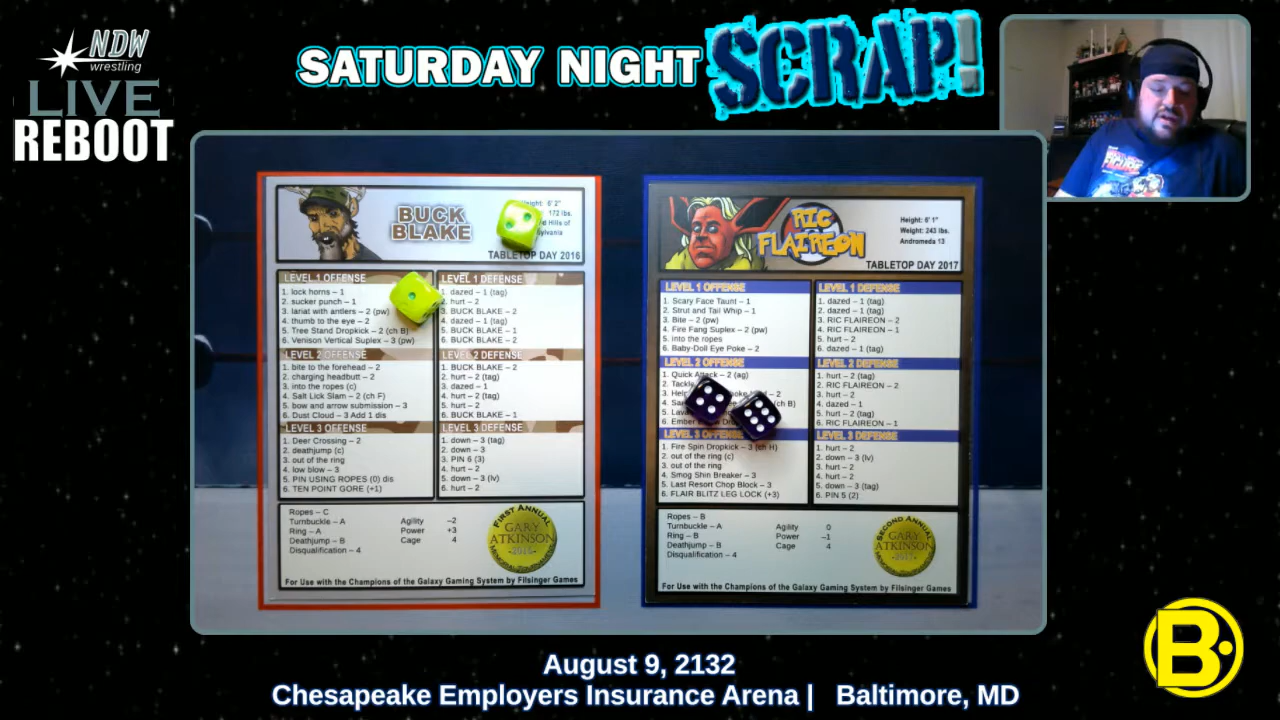 NDW
wrestling
LIVE
REBOOT
SATURDAY NIGHT SCRAP!
BUCK
BLAKE
Height: 6' 2"
172 lbs.
Hills of
TABLETOP DAY 2016
LEVEL 1 OFFENSE
1. lock horns – 1
2. sucker punch – 1
3. lariat with antlers – 2 (pw)
4. thumb to the eye – 2
5. Tree Stand Dropkick – 2 (ch B)
6. Venison Vertical Suplex – 3 (pw)
LEVEL 1 DEFENSE
1. dazed – 1 (tag)
2. hurt – 2
3. BUCK BLAKE – 2
4. dazed – 1 (tag)
5. BUCK BLAKE – 1
6. BUCK BLAKE – 2
LEVEL 2 OFFENSE
1. bite to the forehead – 2
2. charging headbutt – 2
3. into the ropes (c)
4. Salt Lick Slam – 2 (ch F)
5. bow and arrow submission – 3
6. Dust Cloud – 3 Add 1 dis
LEVEL 2 DEFENSE
1. BUCK BLAKE – 2
2. hurt – 2 (tag)
3. dazed – 1
4. hurt – 2 (tag)
5. hurt – 2
6. BUCK BLAKE – 1
LEVEL 3 OFFENSE
1. Deer Crossing – 2
2. deathjump (c)
3. out of the ring
4. low blow – 3
5. PIN USING ROPES (0) dis
6. TEN POINT GORE (+1)
LEVEL 3 DEFENSE
1. down – 3 (tag)
2. down – 3
3. PIN 6 (3)
4. hurt – 2
5. down – 3 (lv)
6. hurt – 2
Ropes – C
Turnbuckle – A
Ring – A
Deathjump – B
Disqualification – 4
Agility –2
Power +3
Cage 4
FIRST ANNUAL
GARY
ATKINSON
For Use with the Champions of the Galaxy Gaming System by Filsinger Games
RIC
FLAIREON
Height: 6' 1"
Weight: 243 lbs.
Andromeda 13
TABLETOP DAY 2017
LEVEL 1 OFFENSE
1. Scary Face Taunt – 1
2. Strut and Tail Whip – 1
3. Bite – 2 (pw)
4. Fire Fang Suplex – 2 (pw)
5. into the ropes
6. Baby-Doll Eye Poke – 2
LEVEL 1 DEFENSE
1. dazed – 1 (tag)
2. dazed – 1 (tag)
3. RIC FLAIREON – 2
4. RIC FLAIREON – 1
5. hurt – 2
6. dazed – 1 (tag)
LEVEL 2 OFFENSE
1. Quick Attack – 2 (ag)
2. Tackle
3. – 2
4. (ch B)
5.
6. Ember
LEVEL 2 DEFENSE
1. hurt – 2 (tag)
2. RIC FLAIREON – 2
3. hurt – 2
4. dazed – 1
5. hurt – 2 (tag)
6. RIC FLAIREON – 1
LEVEL 3 OFFENSE
1. Fire Spin Dropkick – 3 (ch H)
2. out of the ring (c)
3. out of the ring
4. Smog Shin Breaker – 3
5. Last Resort Chop Block – 3
6. FLAIR BLITZ LEG LOCK (+3)
LEVEL 3 DEFENSE
1. hurt – 2
2. down – 3 (lv)
3. hurt – 2
4. hurt – 2
5. down – 3 (tag)
6. PIN 5 (2)
Ropes – B
Turnbuckle – A
Ring – B
Deathjump – B
Disqualification – 4
Agility 0
Power –1
Cage 4
SECOND ANNUAL
GARY
ATKINSON
For Use with the Champions of the Galaxy Gaming System by Filsinger Games
B
August 9, 2132
Chesapeake Employers Insurance Arena | Baltimore, MD